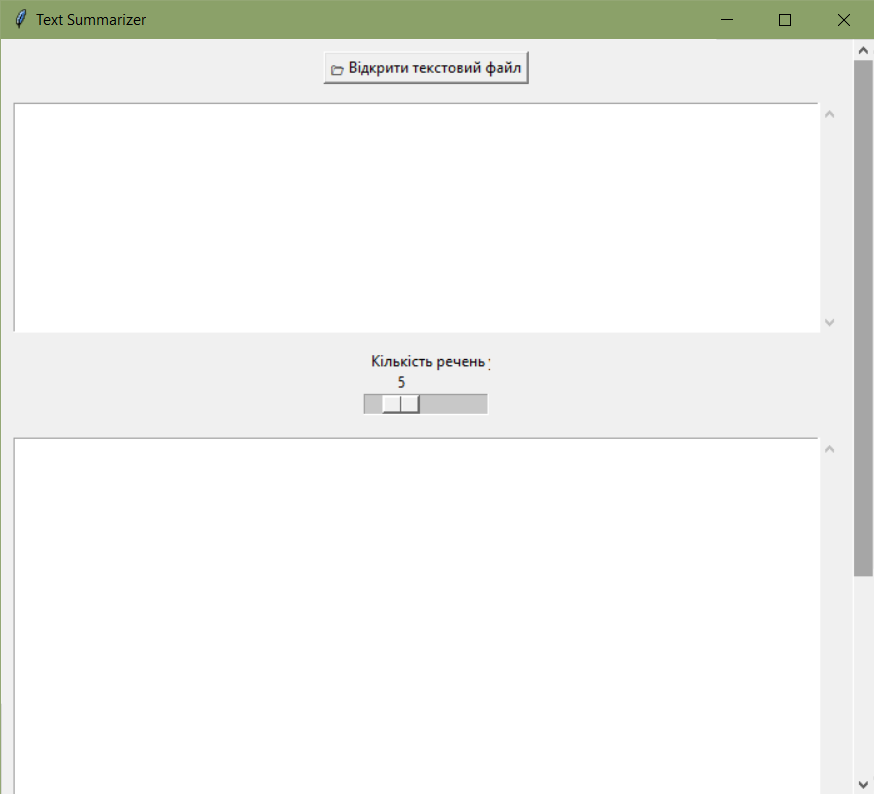 Text Summarizer
Відкрити текстовий файл
Кількість речень
5